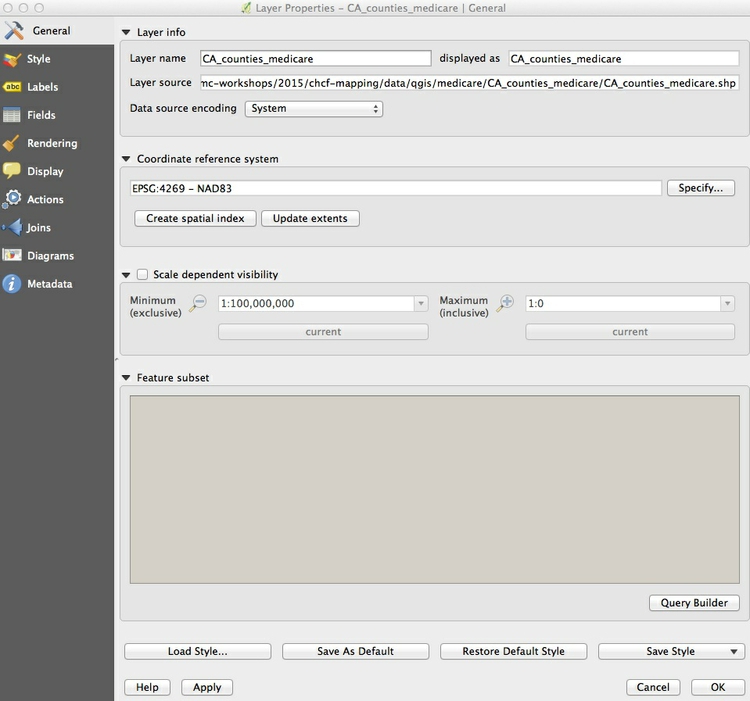 Layer Properties – CA_counties_medicare | General
General
Style
Labels
Fields
Rendering
Display
Actions
Joins
Diagrams
Metadata
Layer info
Layer name CA_counties_medicare displayed as CA_counties_medicare
Layer source mc-workshops/2015/chcf-mapping/data/qgis/medicare/CA_counties_medicare/CA_counties_medicare.shp
Data source encoding System
Coordinate reference system
EPSG:4269 – NAD83 Specify...
Create spatial index Update extents
Scale dependent visibility
Minimum (exclusive) 1:100,000,000 Maximum (inclusive) 1:0
current current
Feature subset
Query Builder
Load Style... Save As Default Restore Default Style Save Style
Help Apply Cancel OK
abc